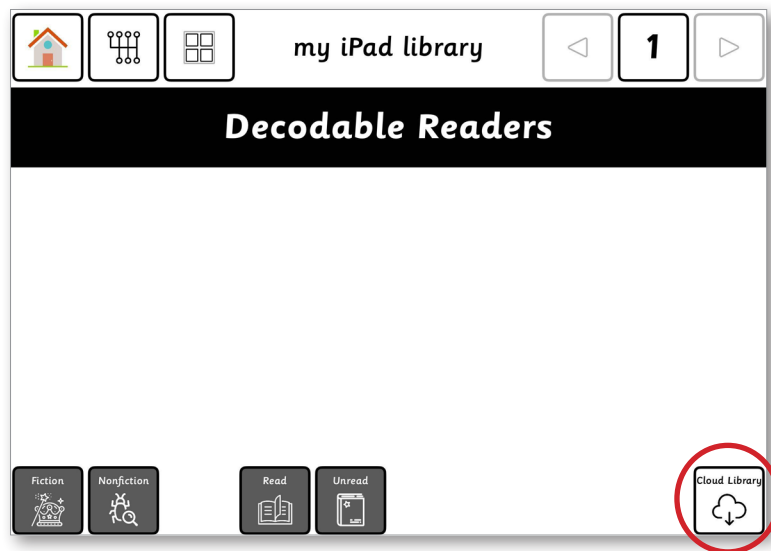 my iPad library
1
Decodable Readers
Fiction
Nonfiction
Read
Unread
Cloud Library